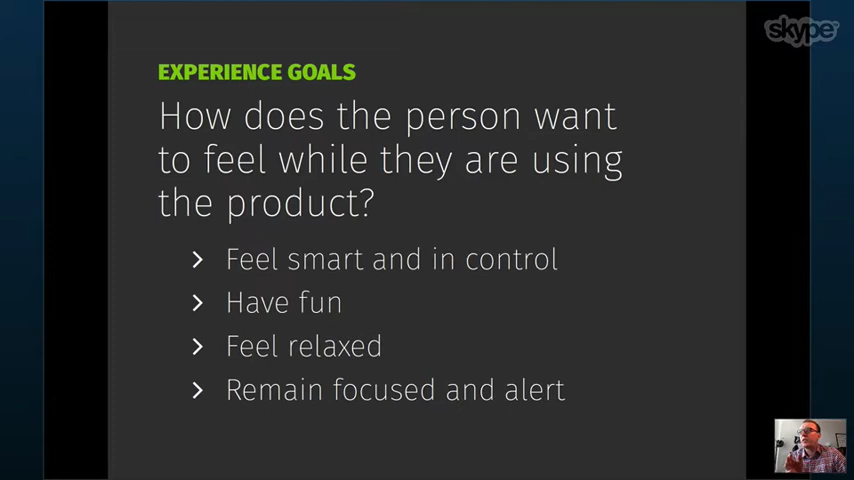 skype
EXPERIENCE GOALS
How does the person want
to feel while they are using
the product?
Feel smart and in control
Have fun
Feel relaxed
Remain focused and alert